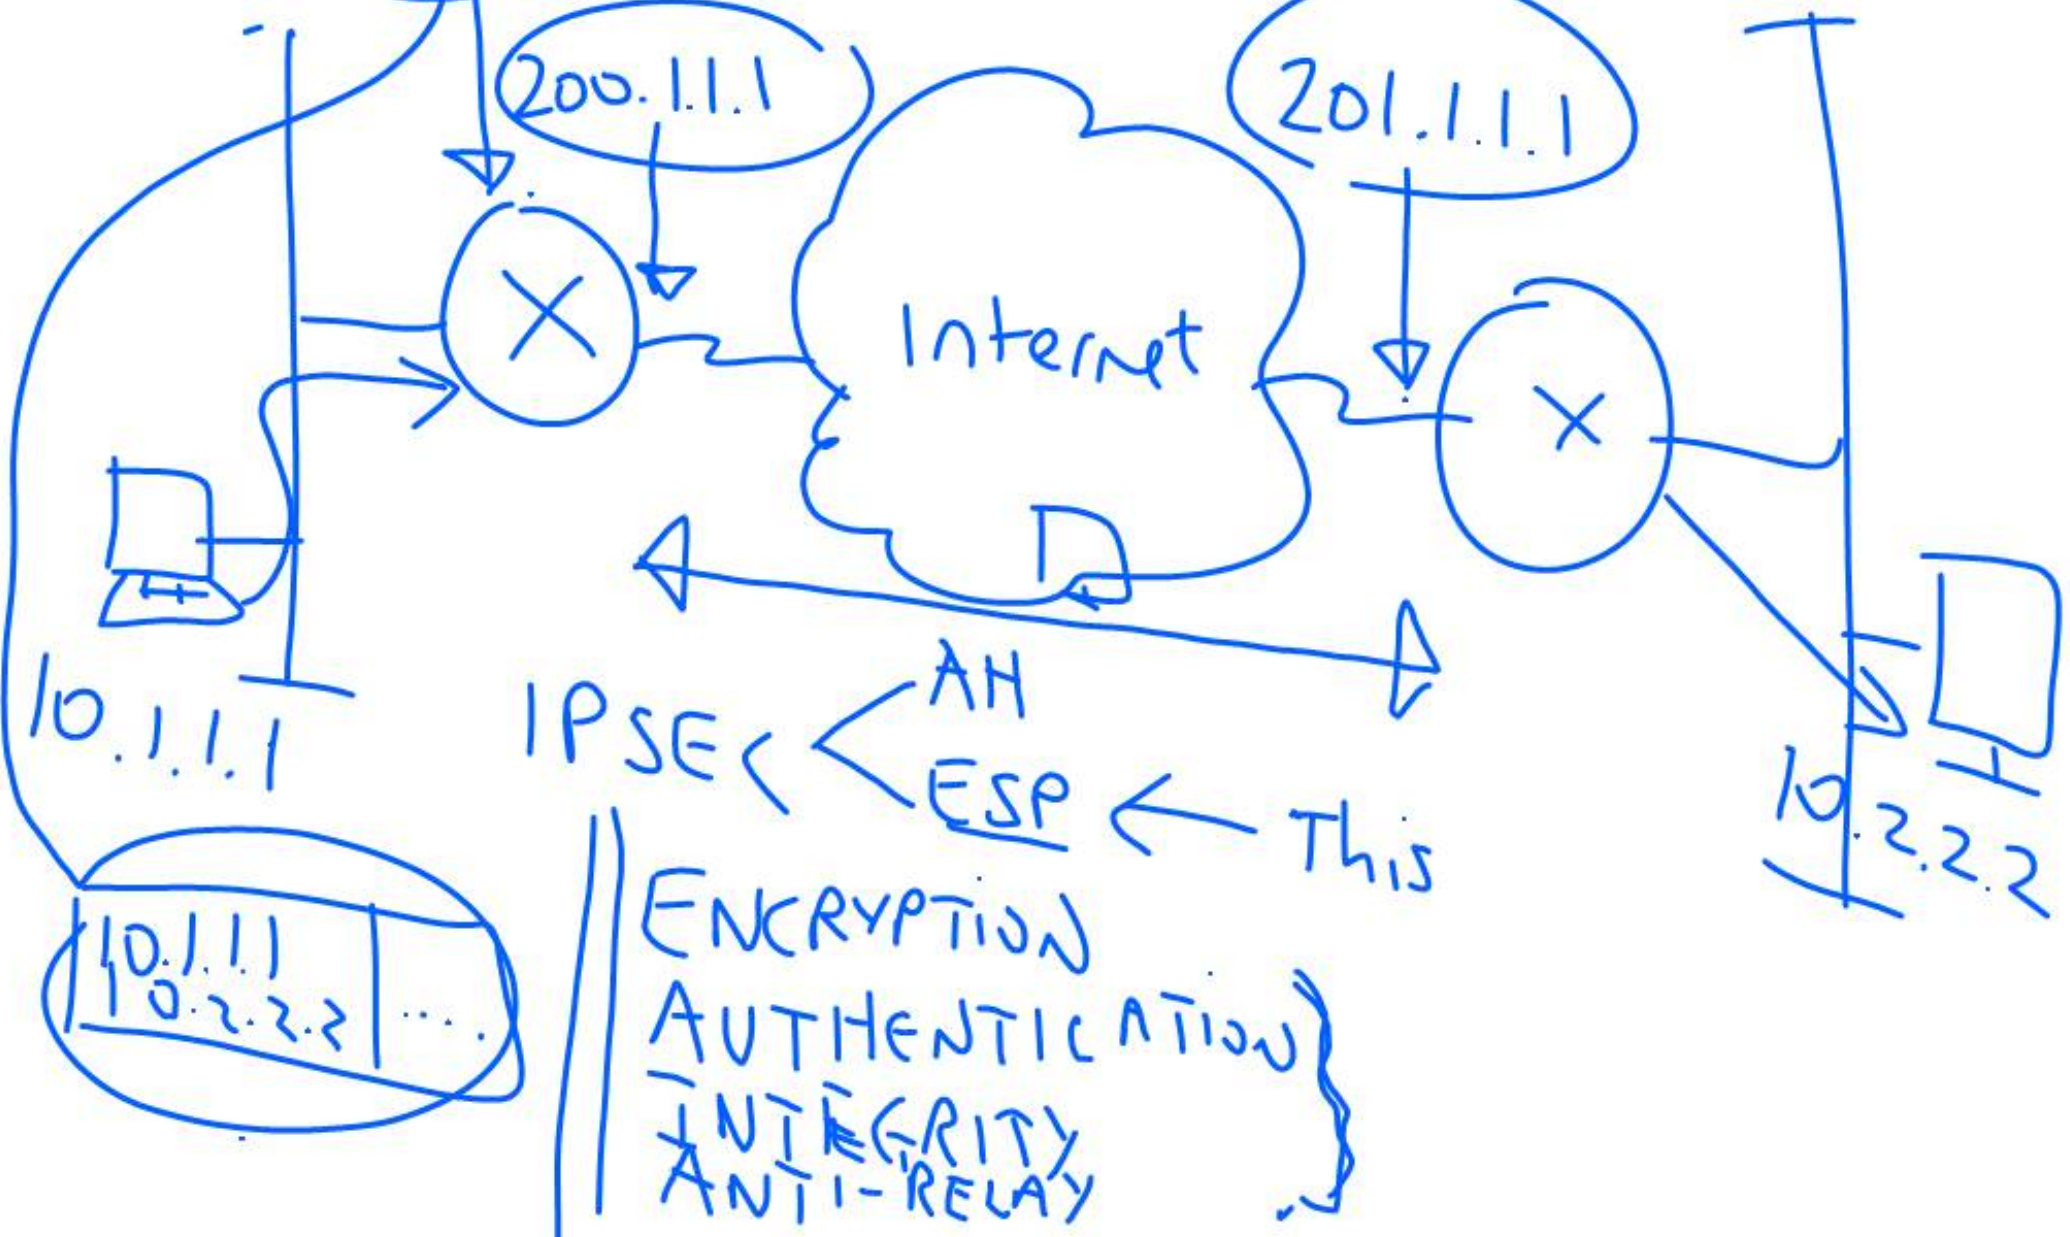 200.1.1.1
201.1.1.1
Internet
10.1.1.1
IPSEC
AH
ESP
This
10.2.2.2
10.1.1.1
10.2.2.2 ....
ENCRYPTION
AUTHENTICATION
INTEGRITY
ANTI-RELAY